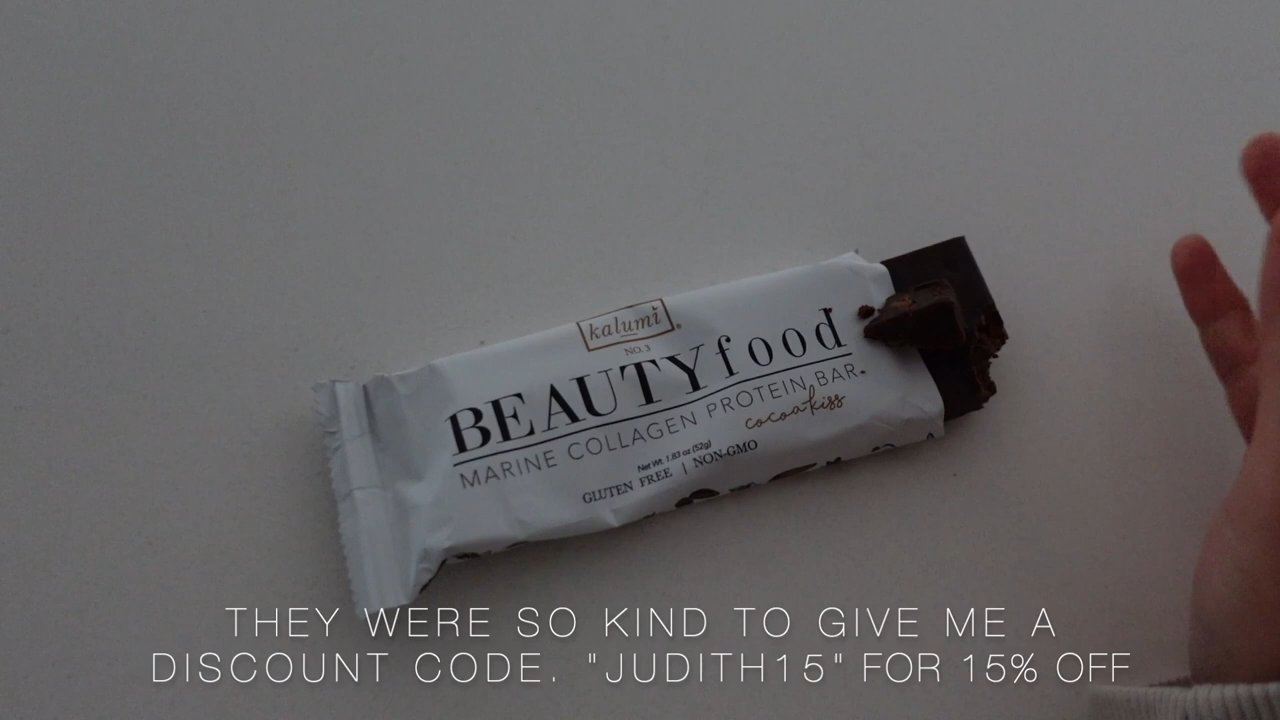 kalumi®
NO. 3
BEAUTYfood
MARINE COLLAGEN PROTEIN BAR.
cocoa kiss
Net Wt. 1.83 oz (52g)
GLUTEN FREE | NON-GMO
THEY WERE SO KIND TO GIVE ME A
DISCOUNT CODE. "JUDITH15" FOR 15% OFF